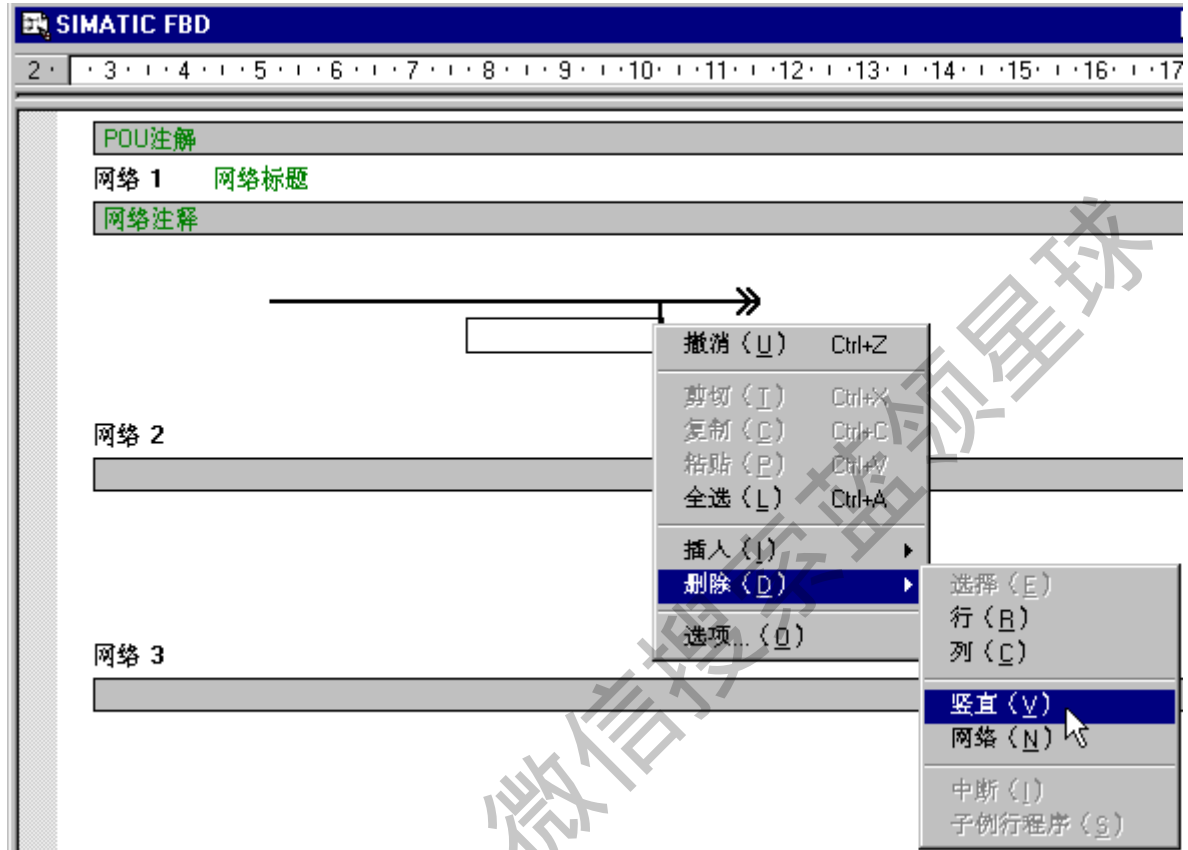 SIMATIC FBD
2 · · 3 · ı · 4 · ı · 5 · ı · 6 · ı · 7 · ı · 8 · ı · 9 · ı ·10· ı ·11· ı ·12· ı ·13· ı ·14· ı ·15· ı ·16· ı ·17
POU注解
网络 1 网络标题
网络注释
撤消（U） Ctrl+Z
剪切（T） Ctrl+X
复制（C） Ctrl+C
粘贴（P） Ctrl+V
全选（L） Ctrl+A
网络 2
插入（I）
删除（D）
选项...（O）
选择（E）
行（R）
列（C）
网络 3
竖直（V）
网络（N）
中断（I）
子例行程序（S）
微信搜索蓝领星球